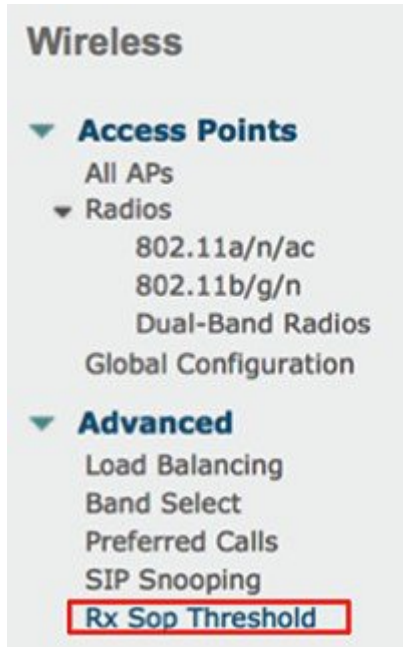 Wireless
Access Points
All APs
Radios
802.11a/n/ac
802.11b/g/n
Dual-Band Radios
Global Configuration
Advanced
Load Balancing
Band Select
Preferred Calls
SIP Snooping
Rx Sop Threshold